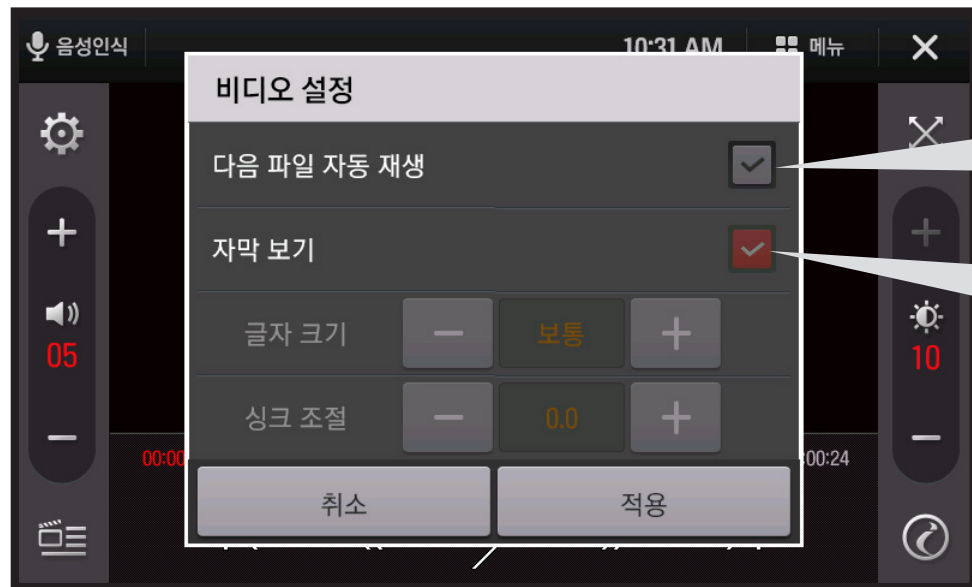 음성인식
10:31 AM
메뉴
비디오 설정
다음 파일 자동 재생
자막 보기
글자 크기
보통
05
10
싱크 조절
0.0
00:00
:00:24
취소
적용